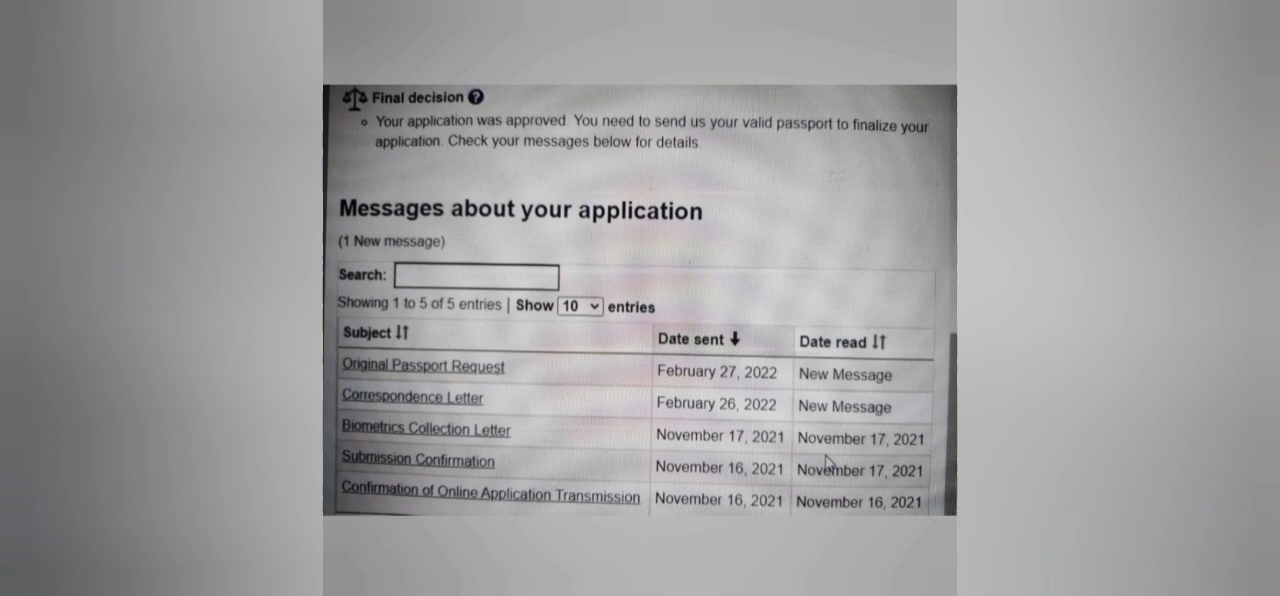 Final decision ?
Your application was approved. You need to send us your valid passport to finalize your
application. Check your messages below for details.
Messages about your application
(1 New message)
Search:
Showing 1 to 5 of 5 entries | Show 10 entries
Subject Date sent Date read
Original Passport Request February 27, 2022 New Message
Correspondence Letter February 26, 2022 New Message
Biometrics Collection Letter November 17, 2021 November 17, 2021
Submission Confirmation November 16, 2021 November 17, 2021
Confirmation of Online Application Transmission November 16, 2021 November 16, 2021